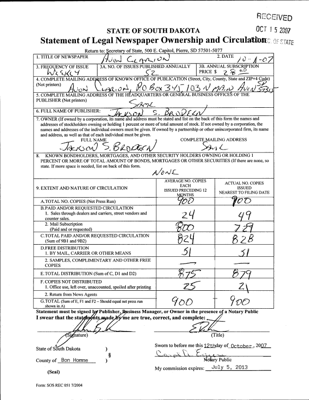 RECEIVED
OCT 15 2007
STATE OF SOUTH DAKOTA
Statement of Legal Newspaper Ownership and Circulation
Return to: Secretary of State, 500 E. Capitol, Pierre, SD 57501-5077
1. TITLE OF NEWSPAPER AVON CLARION 2. DATE 10-1-07
1. FREQUENCY OF ISSUE 3A. NO. OF ISSUES PUBLISHED ANNUALLY 3B. ANNUAL SUBSCRIPTION
WEEKLY 52 PRICE $ 28
4. COMPLETE MAILING ADDRESS OF KNOWN OFFICE OF PUBLICATION (Street, City, County, State and ZIP+4 Code)
(Not printers) Avon Clarion, PO Box 345, 103 N Main Avon
5. COMPLETE MAILING ADDRESS OF THE HEADQUARTERS OR GENERAL BUSINESS OFFICES OF THE
PUBLISHER (Not printer) SAME
6. FULL NAME OF PUBLISHER: JACKSON S. BRODEEN
7. OWNER (If owned by a corporation, its name and address must be stated and list on the back of this form the names and
addresses of stockholders owning or holding 1 percent or more of total amount of stock. If not owned by a corporation, the
names and addresses of the individual owners must be given. If owned by a partnership or other unincorporated firm, its name
and address, as well as that of each individual must be given.
FULL NAME COMPLETE MAILING ADDRESS
JACKSON S. BRODEEN SAME
8. KNOWN BONDHOLDERS, MORTGAGES, AND OTHER SECURITY HOLDERS OWNING OR HOLDING 1
PERCENT OR MORE OF TOTAL AMOUNT OF BONDS, MORTGAGES OR OTHER SECURITIES (If there are none, so
state. If more space is needed, list on back of this form.
NONE
9. EXTENT AND NATURE OF CIRCULATION
AVERAGE NO. COPIES EACH ISSUED PRECEDING 12 MONTHS
ACTUAL NO. COPIES ISSUED NEAREST TO FILING DATE
A. TOTAL NO. COPIES (Net Press Run) 900 900
B. PAID AND/OR REQUESTED CIRCULATION
1. Sales through dealers and carriers, street vendors and
counter sales. 24 49
2. Mail Subscription
(Paid and or requested) 800 779
C. TOTAL PAID AND/OR REQUESTED CIRCULATION
(Sum of 9B1 and 9B2) 824 828
D. FREE DISTRIBUTION
1. BY MAIL, CARRIER OR OTHER MEANS 51 51
2. SAMPLES, COMPLIMENTARY AND OTHER FREE
COPIES
E. TOTAL DISTRIBUTION (Sum of C, D1 and D2) 875 879
F. COPIES NOT DISTRIBUTED
1. Office use, left over, unaccounted, spoiled after printing 25 21
2. Return from News Agents
G. TOTAL (Sum of E, F1 and F2 - Should equal net press run
shown in A) 900 900
Statement must be signed by Publisher, Business Manager, or Owner in the presence of a Notary Public
I swear that the statements made by me are true, correct, and complete:
(Signature) (Title)
State of South Dakota )
§
County of Bon Homme )
(Seal)
Sworn to before me this 12th day of October, 2007
Notary Public
My commission expires: July 5, 2013
Form: SOS REC 051 7/2004